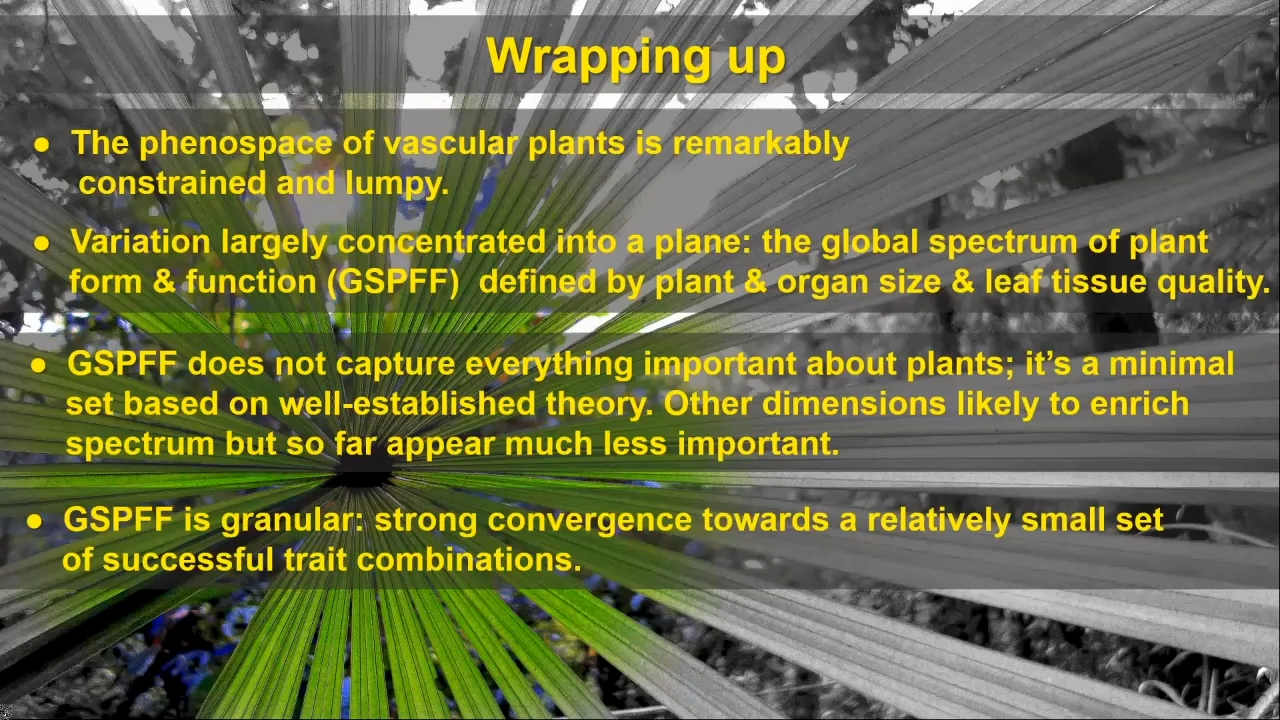 Wrapping up
● The phenospace of vascular plants is remarkably
constrained and lumpy.
● Variation largely concentrated into a plane: the global spectrum of plant
form & function (GSPFF) defined by plant & organ size & leaf tissue quality.
● GSPFF does not capture everything important about plants; it’s a minimal
set based on well-established theory. Other dimensions likely to enrich
spectrum but so far appear much less important.
● GSPFF is granular: strong convergence towards a relatively small set
of successful trait combinations.